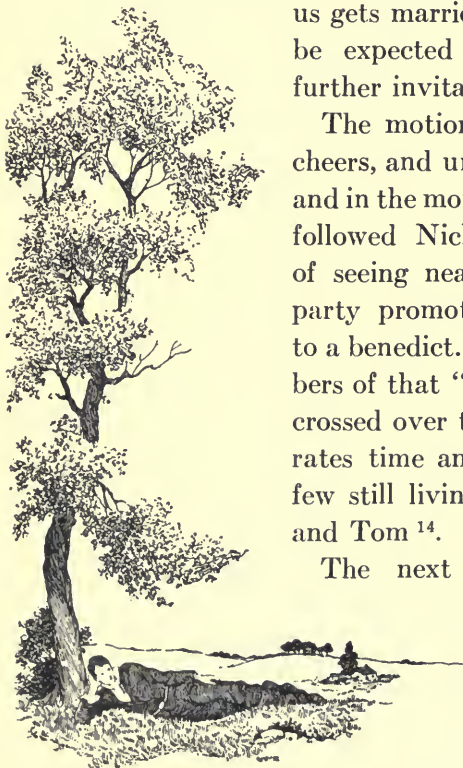 us gets marrie
be expected
further invita
The motion
cheers, and u
and in the mo
followed Nicl
of seeing nea
party promot
to a benedict.
bers of that “
crossed over t
rates time an
few still livin
and Tom ¹⁴.
The next